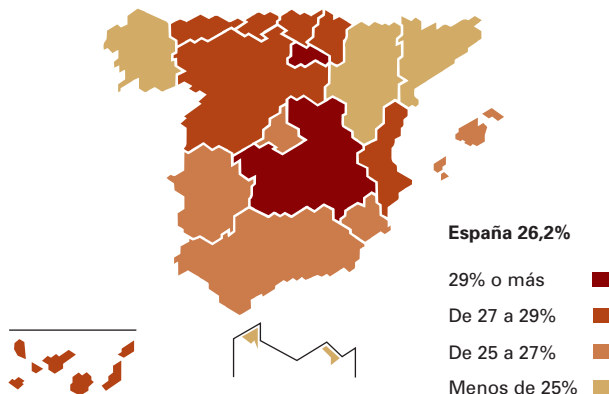 España 26,2%
29% o más
De 27 a 29%
De 25 a 27%
Menos de 25%